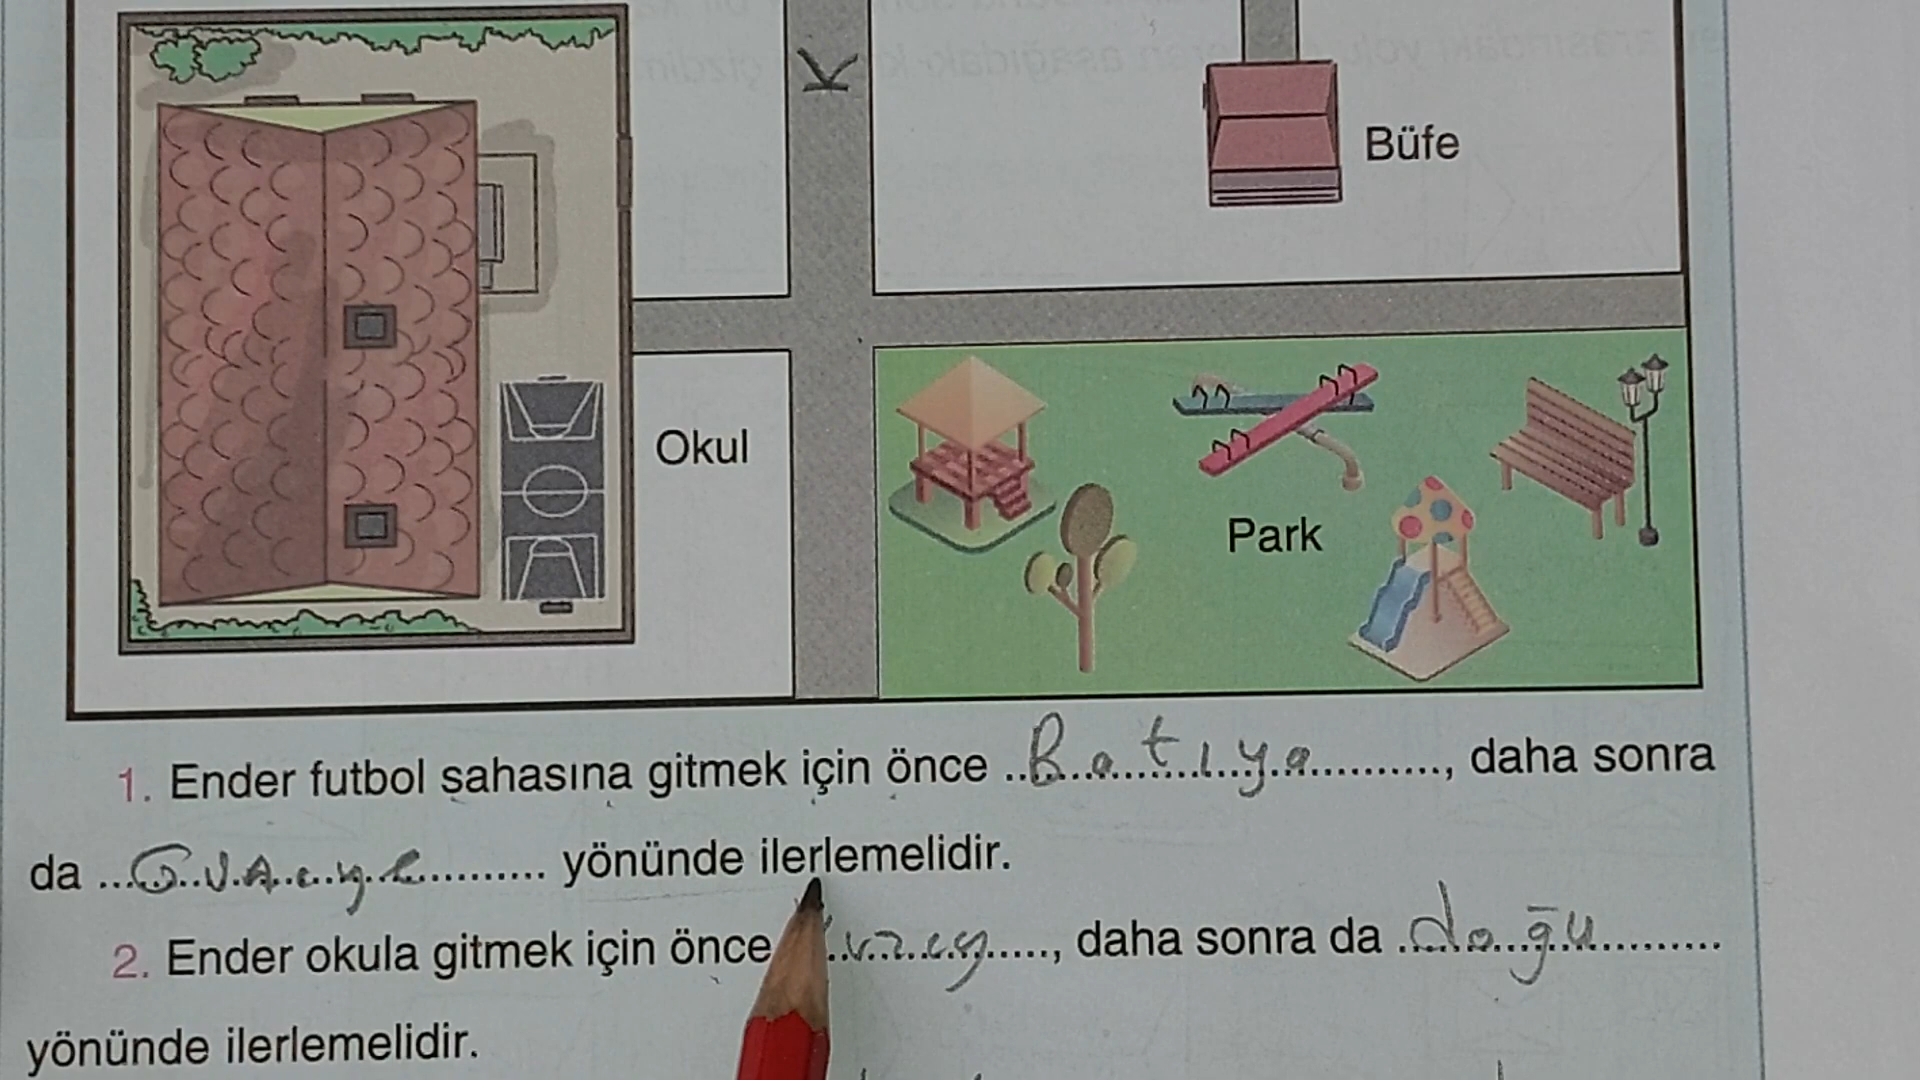 K
Büfe
Okul
Park
1. Ender futbol sahasına gitmek için önce ..Batıya.........., daha sonra
da ............... yönünde ilerlemelidir.
2. Ender okula gitmek için önce ..............., daha sonra da ..doğu..........
yönünde ilerlemelidir.